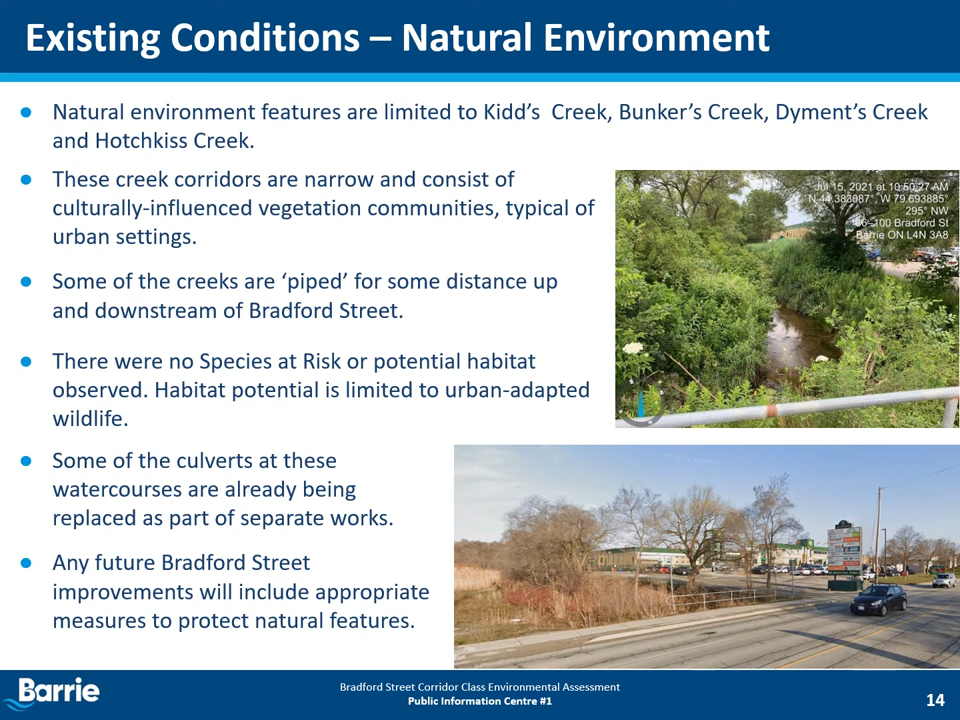 Existing Conditions – Natural Environment
● Natural environment features are limited to Kidd's  Creek, Bunker's Creek, Dyment's Creek
and Hotchkiss Creek.
● These creek corridors are narrow and consist of
culturally-influenced vegetation communities, typical of
urban settings.
● Some of the creeks are 'piped' for some distance up
and downstream of Bradford Street.
● There were no Species at Risk or potential habitat
observed. Habitat potential is limited to urban-adapted
wildlife.
● Some of the culverts at these
watercourses are already being
replaced as part of separate works.
● Any future Bradford Street
improvements will include appropriate
measures to protect natural features.
Jul 15, 2021 at 10:50:27 AM
295° NW
100 Bradford St
Barrie ON L4N 3A8
Barrie
Bradford Street Corridor Class Environmental Assessment
Public Information Centre #1
14